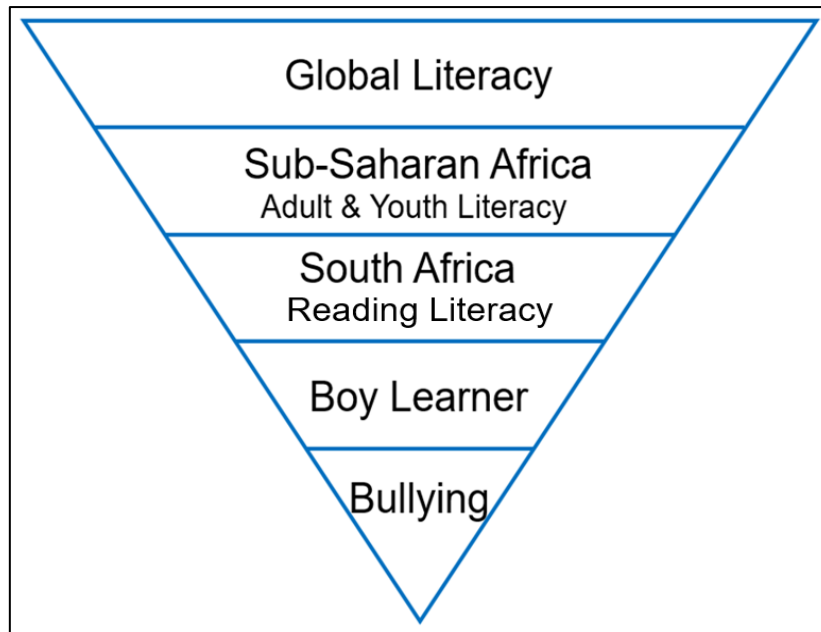 Global Literacy
Sub-Saharan Africa
Adult & Youth Literacy
South Africa
Reading Literacy
Boy Learner
Bullying